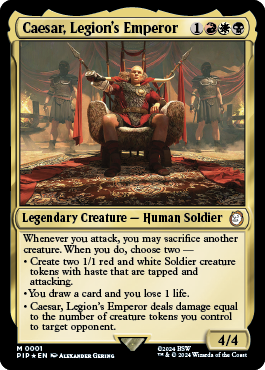 Caesar, Legion's Emperor 1
Legendary Creature — Human Soldier
Whenever you attack, you may sacrifice another
creature. When you do, choose two —
• Create two 1/1 red and white Soldier creature
tokens with haste that are tapped and
attacking.
• You draw a card and you lose 1 life.
• Caesar, Legion's Emperor deals damage equal
to the number of creature tokens you control
to target opponent.
4/4
M 0001
PIP ★ EN Alexander Gering
©2024 BSW
™ & © 2024 Wizards of the Coast